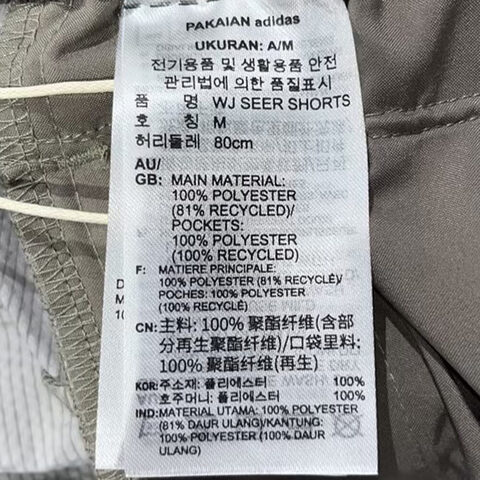 PAKAIAN adidas
UKURAN: A/M
전기용품 및 생활용품 안전
관리법에 의한 품질표시
품 명 WJ SEER SHORTS
호 칭 M
허리둘레 80cm
AU/
GB: MAIN MATERIAL:
100% POLYESTER
(81% RECYCLED)/
POCKETS:
100% POLYESTER
(100% RECYCLED)
F: MATIERE PRINCIPALE:
100% POLYESTER (81% RECYCLÉ)/
POCHES: 100% POLYESTER
(100% RECYCLÉ)
CN: 主料: 100% 聚酯纤维(含部
分再生聚酯纤维)/口袋里料:
100% 聚酯纤维(再生)
KOR: 주소재: 폴리에스터 100%
호주머니: 폴리에스터 100%
IND: MATERIAL UTAMA: 100% POLYESTER
(81% DAUR ULANG)/KANTUNG:
100% POLYESTER (100% DAUR ULANG)